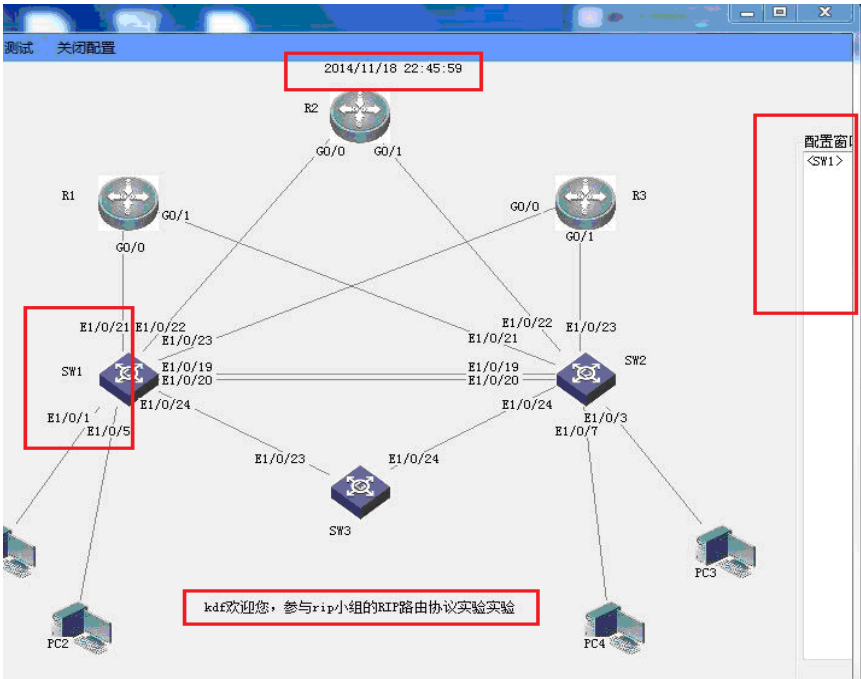 测试 关闭配置
2014/11/18 22:45:59
R2
G0/0 G0/1
配置窗口
<SW1>
R1
G0/1
G0/0
R3
G0/0
G0/1
E1/0/21 E1/0/22
E1/0/23
E1/0/22 E1/0/23
E1/0/21
SW1
E1/0/19
E1/0/20
E1/0/19
E1/0/20
SW2
E1/0/24
E1/0/24
E1/0/1
E1/0/5
E1/0/3
E1/0/7
E1/0/23
E1/0/24
SW3
PC3
kdf欢迎您，参与rip小组的RIP路由协议实验实验
PC2
PC4